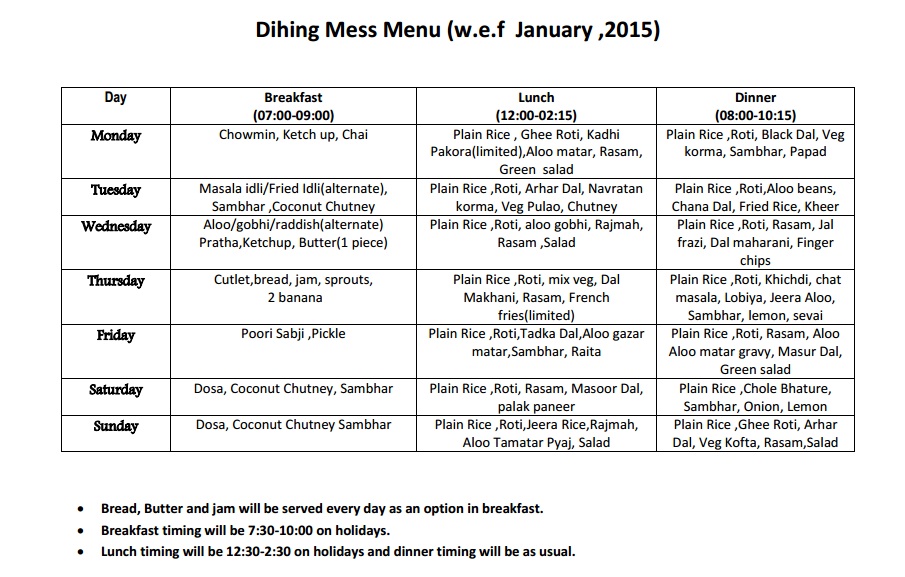 Dihing Mess Menu (w.e.f January ,2015)
Day
Breakfast
(07:00-09:00)
Lunch
(12:00-02:15)
Dinner
(08:00-10:15)
Monday
Chowmin, Ketch up, Chai
Plain Rice , Ghee Roti, Kadhi
Pakora(limited),Aloo matar, Rasam,
Green salad
Plain Rice ,Roti, Black Dal, Veg
korma, Sambhar, Papad
Tuesday
Masala idli/Fried Idli(alternate),
Sambhar ,Coconut Chutney
Plain Rice ,Roti, Arhar Dal, Navratan
korma, Veg Pulao, Chutney
Plain Rice ,Roti,Aloo beans,
Chana Dal, Fried Rice, Kheer
Wednesday
Aloo/gobhi/raddish(alternate)
Pratha,Ketchup, Butter(1 piece)
Plain Rice ,Roti, aloo gobhi, Rajmah,
Rasam ,Salad
Plain Rice ,Roti, Rasam, Jal
frazi, Dal maharani, Finger
chips
Thursday
Cutlet,bread, jam, sprouts,
2 banana
Plain Rice ,Roti, mix veg, Dal
Makhani, Rasam, French
fries(limited)
Plain Rice ,Roti, Khichdi, chat
masala, Lobiya, Jeera Aloo,
Sambhar, lemon, sevai
Friday
Poori Sabji ,Pickle
Plain Rice ,Roti,Tadka Dal,Aloo gazar
matar,Sambhar, Raita
Plain Rice ,Roti, Rasam, Aloo
Aloo matar gravy, Masur Dal,
Green salad
Saturday
Dosa, Coconut Chutney, Sambhar
Plain Rice ,Roti, Rasam, Masoor Dal,
palak paneer
Plain Rice ,Chole Bhature,
Sambhar, Onion, Lemon
Sunday
Dosa, Coconut Chutney Sambhar
Plain Rice ,Roti,Jeera Rice,Rajmah,
Aloo Tamatar Pyaj, Salad
Plain Rice ,Ghee Roti, Arhar
Dal, Veg Kofta, Rasam,Salad
• Bread, Butter and jam will be served every day as an option in breakfast.
• Breakfast timing will be 7:30-10:00 on holidays.
• Lunch timing will be 12:30-2:30 on holidays and dinner timing will be as usual.